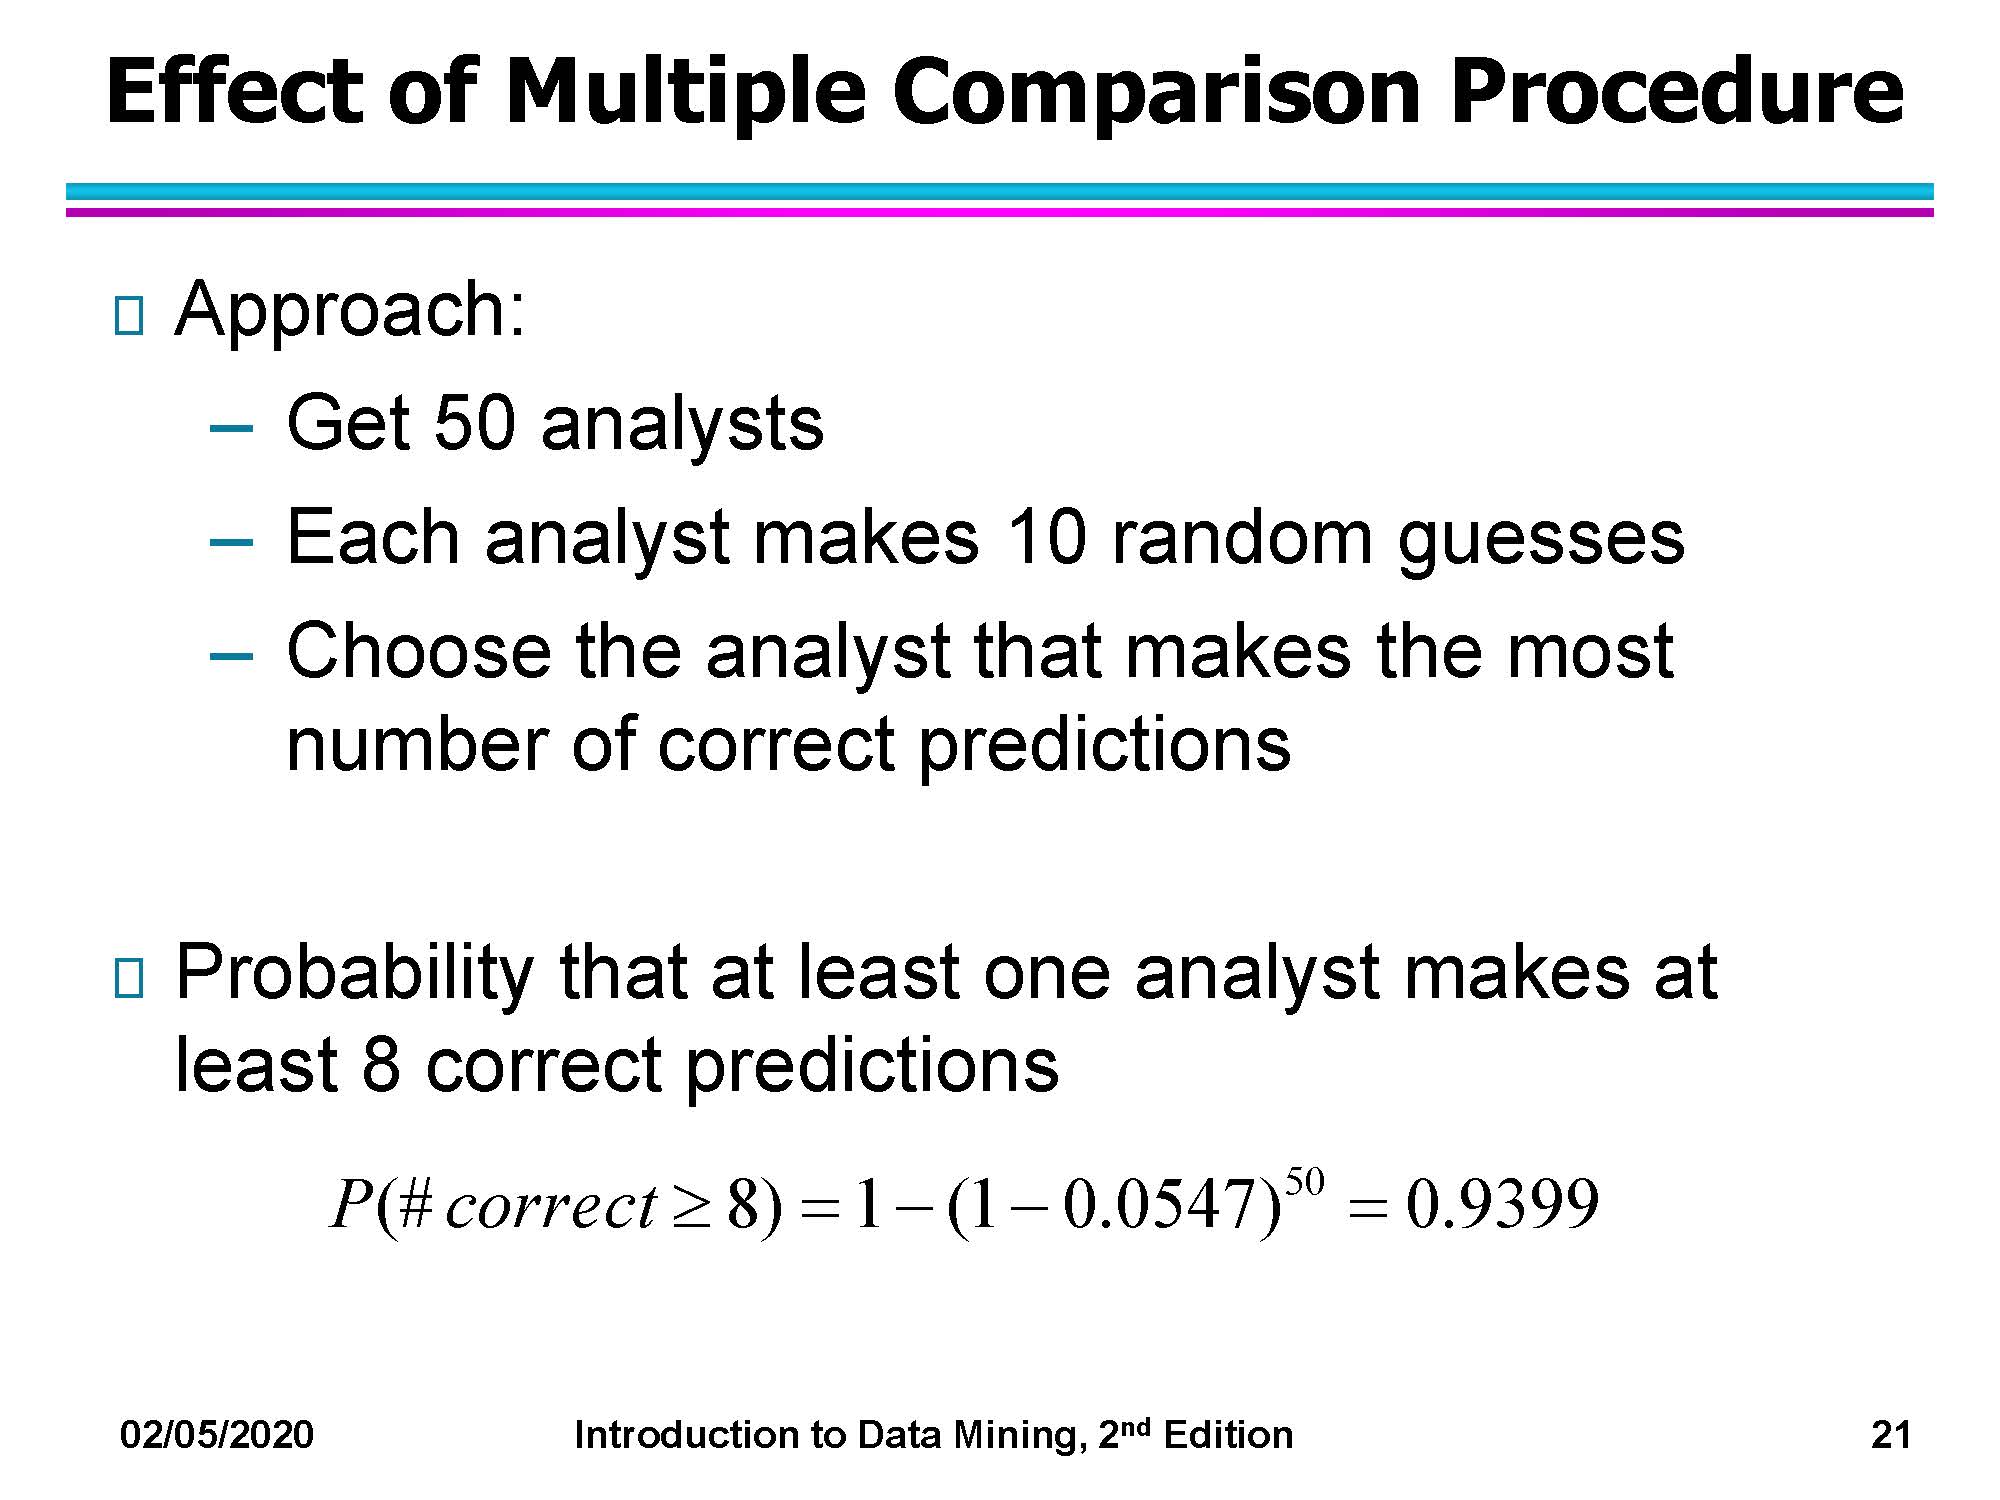 Effect of Multiple Comparison Procedure
Approach:
– Get 50 analysts
– Each analyst makes 10 random guesses
– Choose the analyst that makes the most
number of correct predictions
Probability that at least one analyst makes at
least 8 correct predictions
P(# correct ≥ 8) = 1 − (1 − 0.0547)^50 = 0.9399
02/05/2020 Introduction to Data Mining, 2nd Edition 21